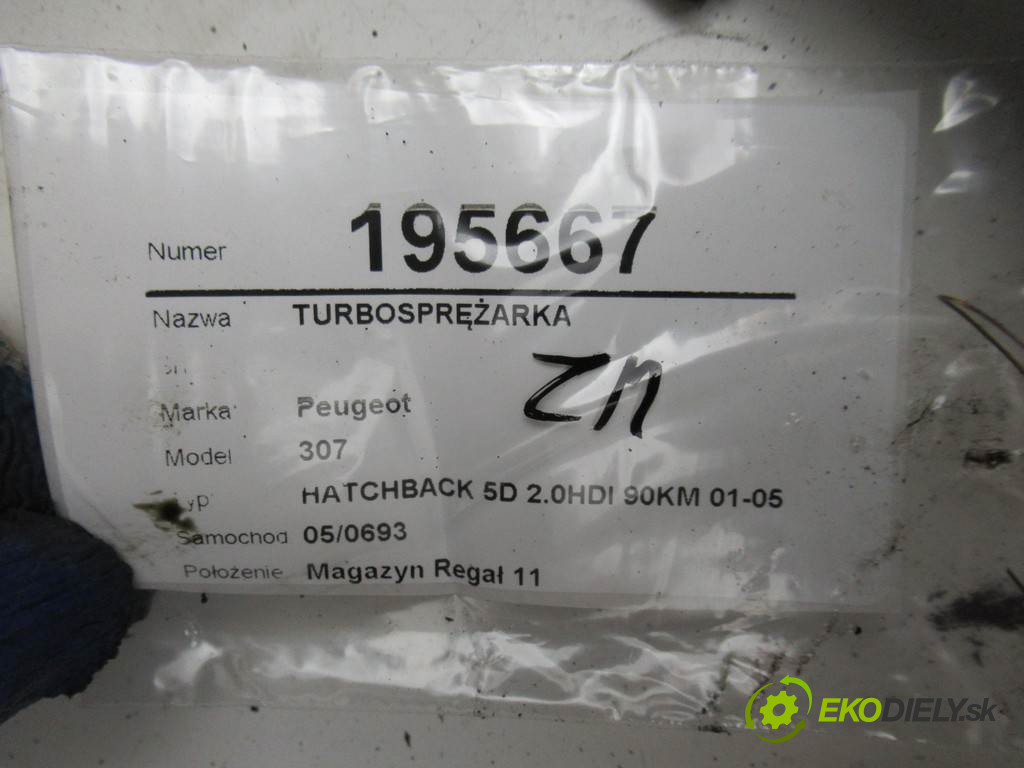 Numer 195667
Nazwa TURBOSPRĘŻARKA
Marka Peugeot
Model 307
HATCHBACK 5D 2.0HDI 90KM 01-05
Samochod 05/0693
Położenie Magazyn Regał 11
EKODIELY.sk